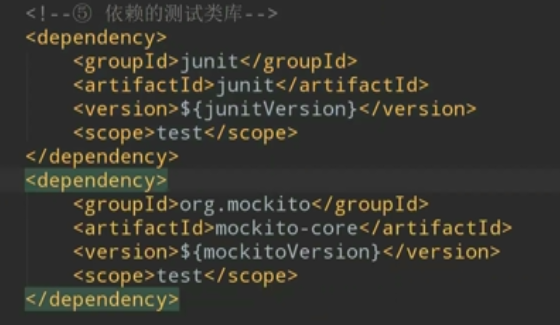 <!--⑤ 依赖的测试类库-->
<dependency>
<groupId>junit</groupId>
<artifactId>junit</artifactId>
<version>${junitVersion}</version>
<scope>test</scope>
</dependency>
<dependency>
<groupId>org.mockito</groupId>
<artifactId>mockito-core</artifactId>
<version>${mockitoVersion}</version>
<scope>test</scope>
</dependency>